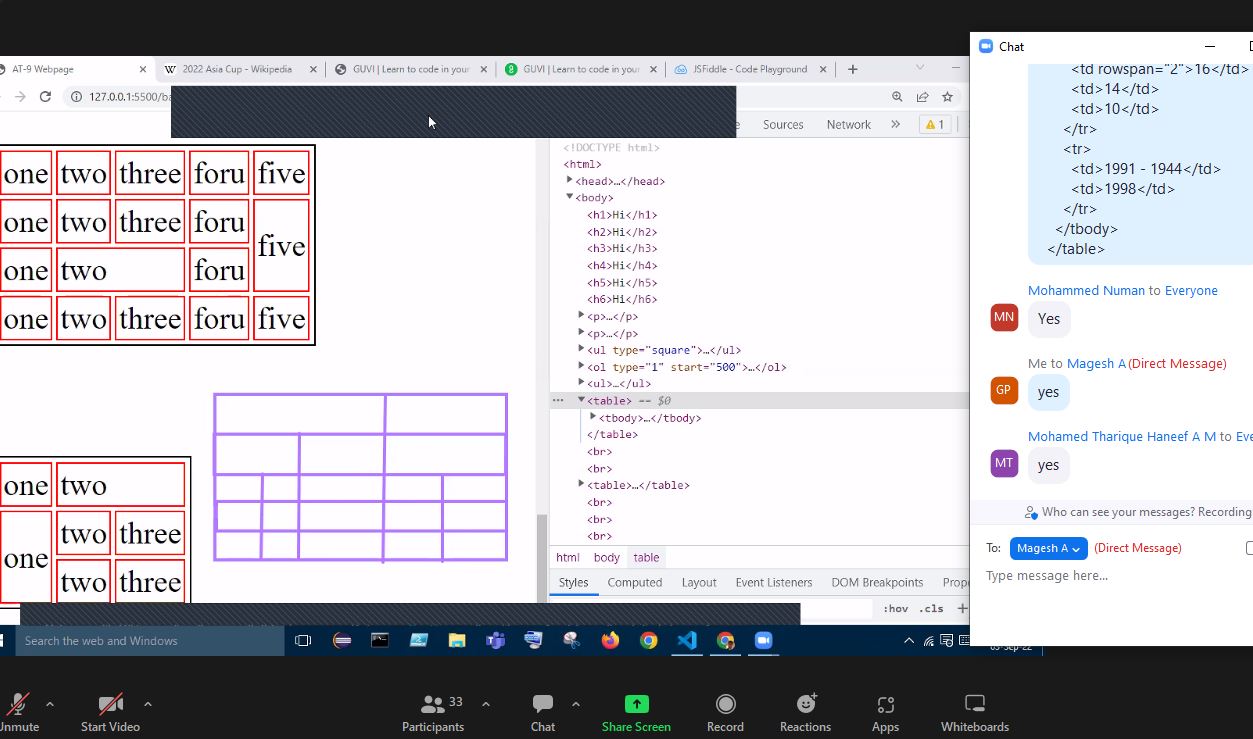 Chat
AT-9 Webpage
2022 Asia Cup - Wikipedia
GUVI | Learn to code in your
GUVI | Learn to code in your
JSFiddle - Code Playground
127.0.0.1:5500/ba
Sources
Network
1
one two three foru five
one two three foru
five
one two foru
one two three foru five
one two
one
two three
two three
<!DOCTYPE html>
<html>
<head>…</head>
<body>
<h1>Hi</h1>
<h2>Hi</h2>
<h3>Hi</h3>
<h4>Hi</h4>
<h5>Hi</h5>
<h6>Hi</h6>
<p>…</p>
<p>…</p>
<ul type="square">…</ul>
<ol type="1" start="500">…</ol>
<ul>…</ul>
<table> == $0
<tbody>…</tbody>
</table>
<br>
<br>
<table>…</table>
<br>
<br>
<br>
html body table
Styles Computed Layout Event Listeners DOM Breakpoints Prope
:hov .cls +
<td rowspan="2">16</td>
<td>14</td>
<td>10</td>
</tr>
<tr>
<td>1991 - 1944</td>
<td>1998</td>
</tr>
</tbody>
</table>
Mohammed Numan to Everyone
MN
Yes
Me to Magesh A(Direct Message)
GP
yes
Mohamed Tharique Haneef A M to Eve
MT
yes
Who can see your messages? Recording
To: Magesh A (Direct Message)
Type message here...
Search the web and Windows
03-Sep-22
Unmute
Start Video
33
Participants
Chat
Share Screen
Record
Reactions
Apps
Whiteboards